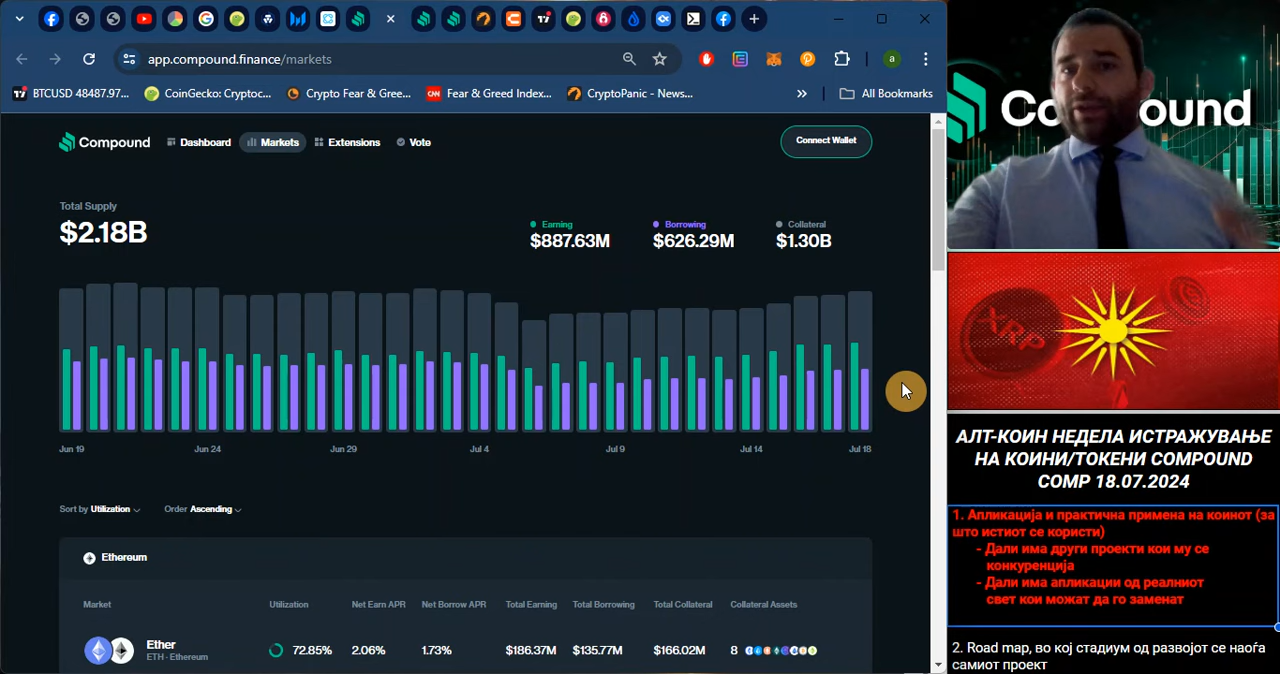 app.compound.finance/markets
BTCUSD 48487.97...
CoinGecko: Cryptoc...
Crypto Fear & Gree...
CNN
Fear & Greed Index...
CryptoPanic - News...
All Bookmarks
Compound
Dashboard
Markets
Extensions
Vote
Connect Wallet
Total Supply
$2.18B
Earning
$887.63M
Borrowing
$626.29M
Collateral
$1.30B
Jun 19
Jun 24
Jun 29
Jul 4
Jul 9
Jul 14
Jul 18
Sort by Utilization
Order Ascending
Ethereum
Market
Utilization
Net Earn APR
Net Borrow APR
Total Earning
Total Borrowing
Total Collateral
Collateral Assets
Ether
ETH · Ethereum
72.85%
2.06%
1.73%
$186.37M
$135.77M
$166.02M
8
Co ound
XRP
АЛТ-КОИН НЕДЕЛА ИСТРАЖУВАЊЕ
НА КОИНИ/ТОКЕНИ COMPOUND
COMP 18.07.2024
1. Апликација и практична примена на коинот (за
што истиот се користи)
- Дали има други проекти кои му се
конкуренција
- Дали има апликации од реалниот
свет кои можат да го заменат
2. Road map, во кој стадиум од развојот се наоѓа
самиот проект